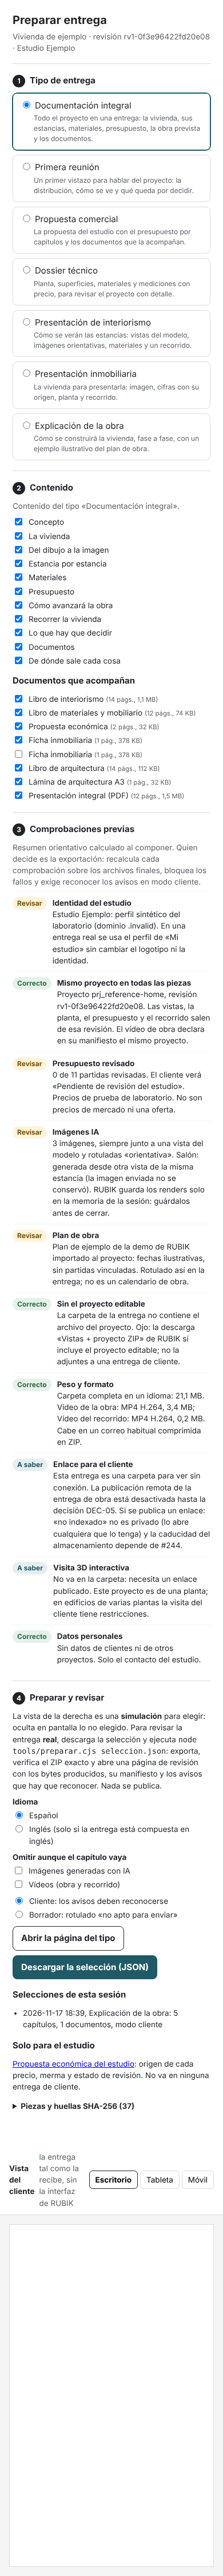 Preparar entrega
Vivienda de ejemplo · revisión rv1-0f3e96422fd20e08
· Estudio Ejemplo
1 Tipo de entrega
Documentación integral
Todo el proyecto en una entrega: la vivienda, sus
estancias, materiales, presupuesto, la obra prevista
y los documentos.
Primera reunión
Un primer vistazo para hablar del proyecto: la
distribución, cómo se ve y qué queda por decidir.
Propuesta comercial
La propuesta del estudio con el presupuesto por
capítulos y los documentos que la acompañan.
Dossier técnico
Planta, superficies, materiales y mediciones con
precio, para revisar el proyecto con detalle.
Presentación de interiorismo
Cómo se verán las estancias: vistas del modelo,
imágenes orientativas, materiales y un recorrido.
Presentación inmobiliaria
La vivienda para presentarla: imagen, cifras con su
origen, planta y recorrido.
Explicación de la obra
Cómo se construirá la vivienda, fase a fase, con un
ejemplo ilustrativo del plan de obra.
2 Contenido
Contenido del tipo «Documentación integral».
Concepto
La vivienda
Del dibujo a la imagen
Estancia por estancia
Materiales
Presupuesto
Cómo avanzará la obra
Recorrer la vivienda
Lo que hay que decidir
Documentos
De dónde sale cada cosa
Documentos que acompañan
Libro de interiorismo (14 págs., 1,1 MB)
Libro de materiales y mobiliario (12 págs., 74 KB)
Propuesta económica (2 págs., 32 KB)
Ficha inmobiliaria (1 pág., 378 KB)
Ficha inmobiliaria (1 pág., 378 KB)
Libro de arquitectura (14 págs., 112 KB)
Lámina de arquitectura A3 (1 pág., 32 KB)
Presentación integral (PDF) (12 págs., 1,5 MB)
3 Comprobaciones previas
Resumen orientativo calculado al componer. Quien
decide es la exportación: recalcula cada
comprobación sobre los archivos finales, bloquea los
fallos y exige reconocer los avisos en modo cliente.
Revisar Identidad del estudio
Estudio Ejemplo: perfil sintético del
laboratorio (dominio .invalid). En una
entrega real se usa el perfil de «Mi
estudio» sin cambiar el logotipo ni la
identidad.
Correcto Mismo proyecto en todas las piezas
Proyecto prj_reference-home, revisión
rv1-0f3e96422fd20e08. Las vistas, la
planta, el presupuesto y el recorrido salen
de esa revisión. El vídeo de obra declara
en su manifiesto el mismo proyecto.
Revisar Presupuesto revisado
0 de 11 partidas revisadas. El cliente verá
«Pendiente de revisión del estudio».
Precios de prueba de laboratorio. No son
precios de mercado ni una oferta.
Revisar Imágenes IA
3 imágenes, siempre junto a una vista del
modelo y rotuladas «orientativa». Salón:
generada desde otra vista de la misma
estancia (la imagen enviada no se
conservó). RUBIK guarda los renders solo
en la memoria de la sesión: guárdalos
antes de cerrar.
Revisar Plan de obra
Plan de ejemplo de la demo de RUBIK
importado al proyecto: fechas ilustrativas,
sin partidas vinculadas. Rotulado así en la
entrega; no es un calendario de obra.
Correcto Sin el proyecto editable
La carpeta de la entrega no contiene el
archivo del proyecto. Ojo: la descarga
«Vistas + proyecto ZIP» de RUBIK sí
incluye el proyecto editable; no la
adjuntes a una entrega de cliente.
Correcto Peso y formato
Carpeta completa en un idioma: 21,1 MB.
Vídeo de la obra: MP4 H.264, 3,4 MB;
Vídeo del recorrido: MP4 H.264, 0,2 MB.
Cabe en un correo habitual comprimida
en ZIP.
A saber Enlace para el cliente
Esta entrega es una carpeta para ver sin
conexión. La publicación remota de la
entrega de obra está desactivada hasta la
decisión DEC-05. Si se publica un enlace:
«no indexado» no es privado (lo abre
cualquiera que lo tenga) y la caducidad del
almacenamiento depende de #244.
A saber Visita 3D interactiva
No va en la carpeta: necesita un enlace
publicado. Este proyecto es de una planta;
en edificios de varias plantas la visita del
cliente tiene restricciones.
Correcto Datos personales
Sin datos de clientes ni de otros
proyectos. Solo el contacto del estudio.
4 Preparar y revisar
La vista de la derecha es una simulación para elegir:
oculta en pantalla lo no elegido. Para revisar la
entrega real, descarga la selección y ejecuta node
tools/preparar.cjs seleccion.json: exporta,
verifica el ZIP exacto y abre una página de revisión
con los bytes producidos, su manifiesto y los avisos
que hay que reconocer. Nada se publica.
Idioma
Español
Inglés (solo si la entrega está compuesta en
inglés)
Omitir aunque el capítulo vaya
Imágenes generadas con IA
Vídeos (obra y recorrido)
Cliente: los avisos deben reconocerse
Borrador: rotulado «no apto para enviar»
Abrir la página del tipo
Descargar la selección (JSON)
Selecciones de esta sesión
2026-11-17 18:39, Explicación de la obra: 5
capítulos, 1 documentos, modo cliente
Solo para el estudio
Propuesta económica del estudio: origen de cada
precio, merma y estado de revisión. No va en ninguna
entrega de cliente.
Piezas y huellas SHA-256 (37)
Vista del cliente
la entrega tal como la recibe, sin la interfaz de RUBIK
Escritorio Tableta Móvil